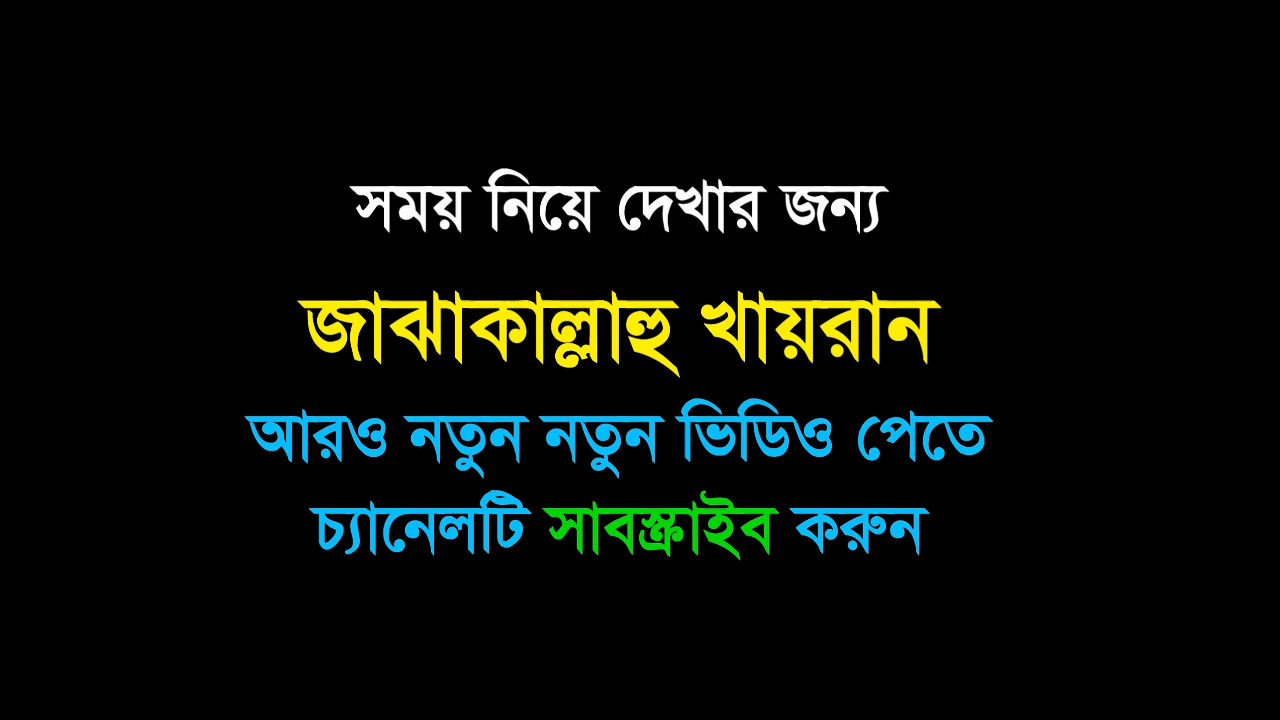 সময় নিয়ে দেখার জন্য
জাঝাকাল্লাহু খায়রান
আরও নতুন নতুন ভিডিও পেতে
চ্যানেলটি সাবস্ক্রাইব করুন